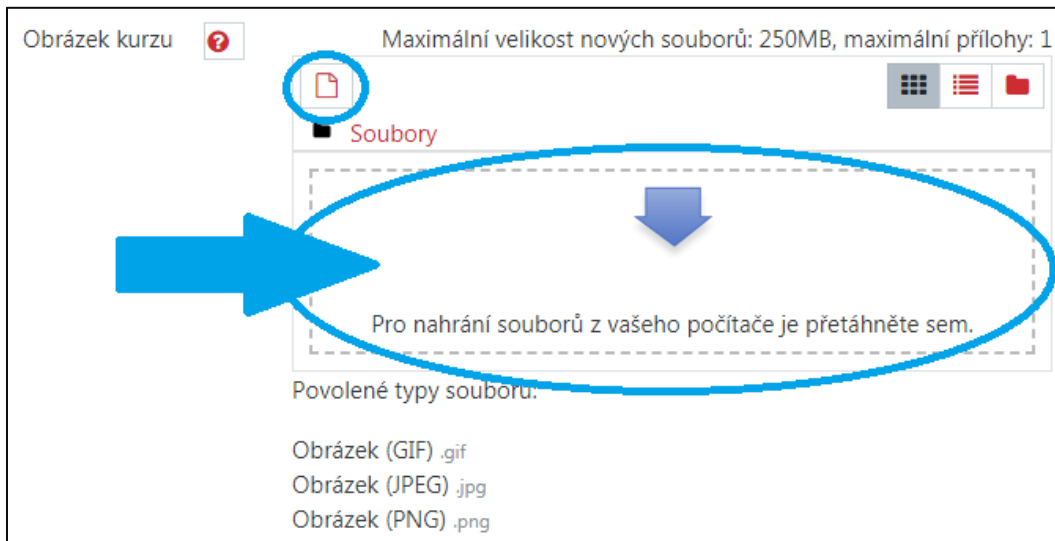 Obrázek kurzu
Maximální velikost nových souborů: 250MB, maximální přílohy: 1
Soubory
Pro nahrání souborů z vašeho počítače je přetáhněte sem.
Povolené typy souborů:
Obrázek (GIF) .gif
Obrázek (JPEG) .jpg
Obrázek (PNG) .png